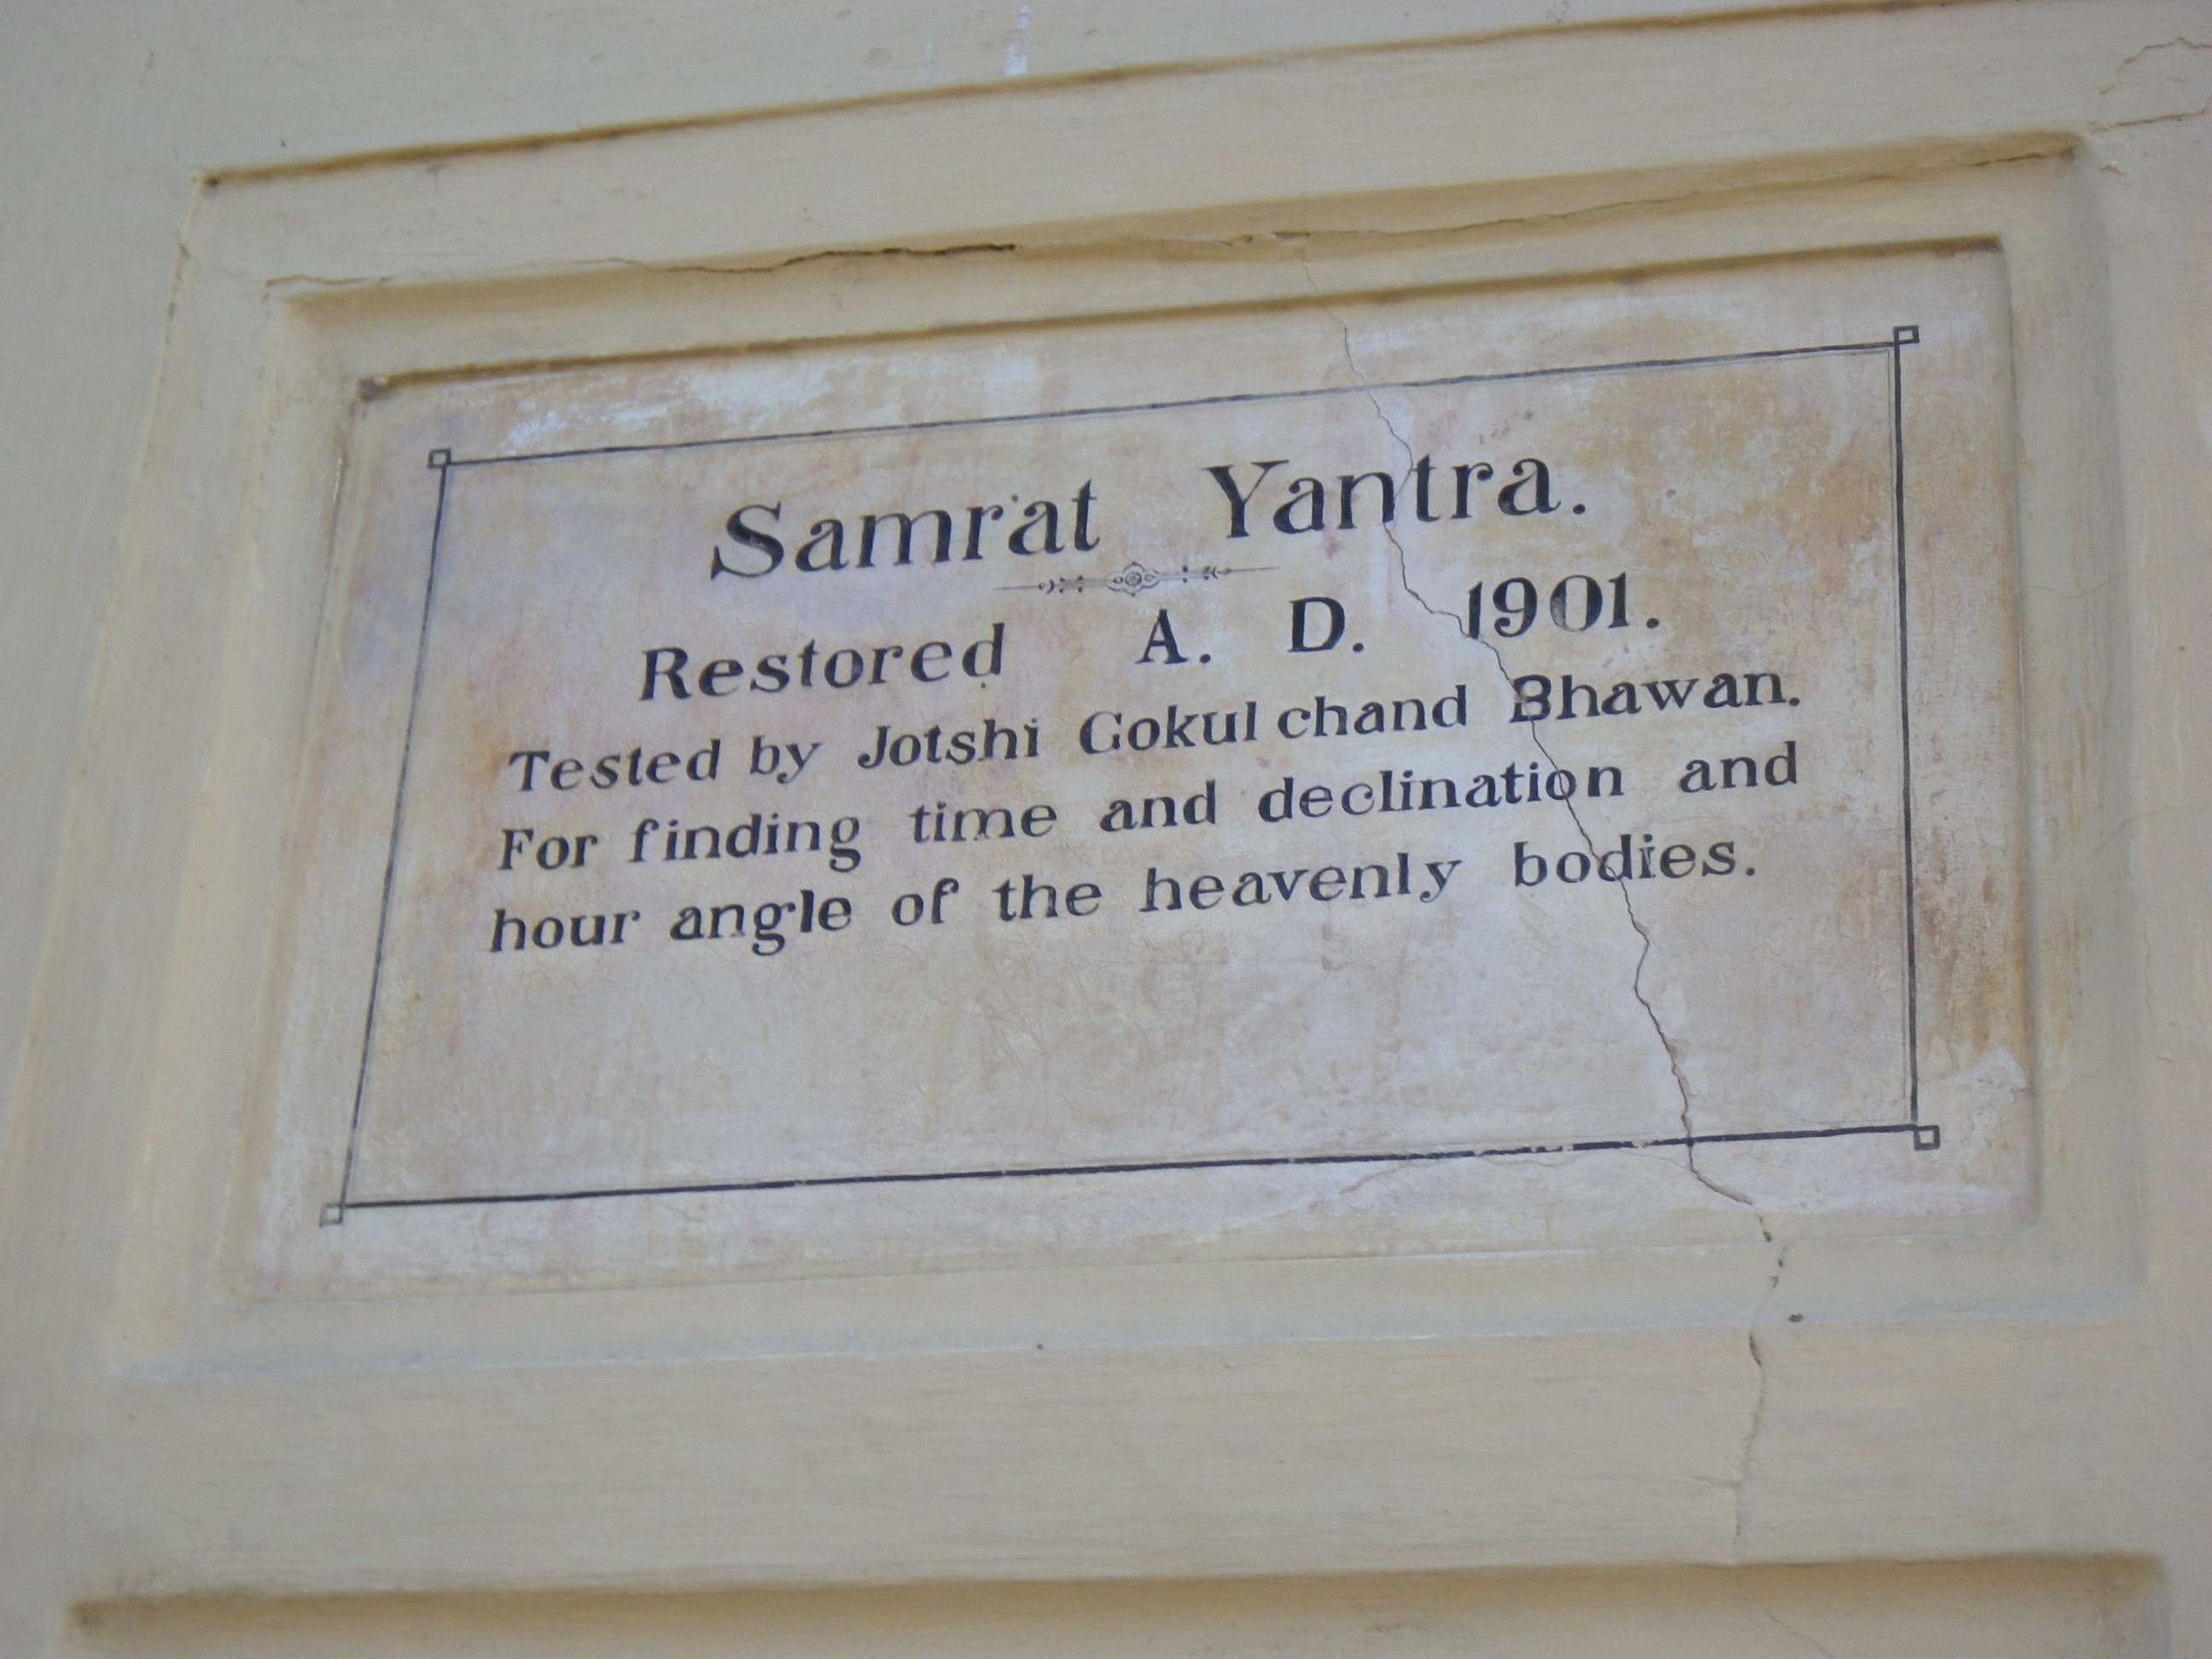 Samrat Yantra.
Restored A. D. 1901.
Tested by Jotshi Gokul chand Bhawan.
For finding time and declination and
hour angle of the heavenly bodies.